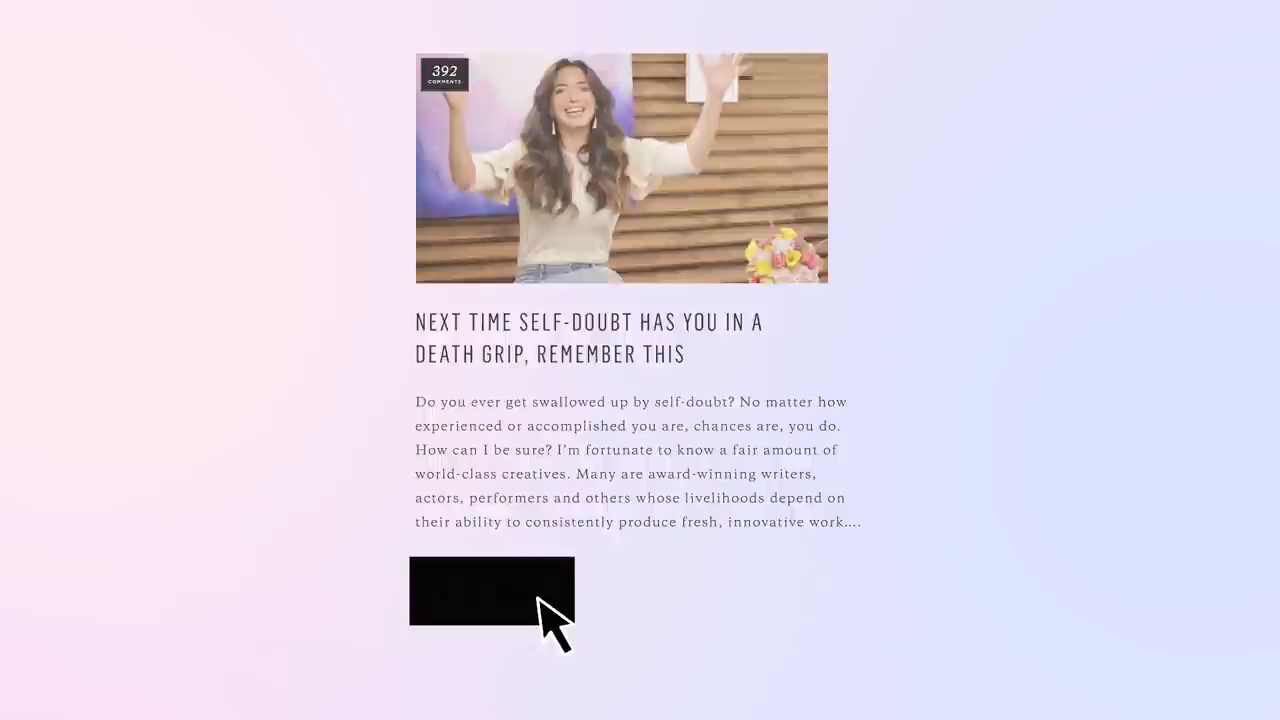 392
COMMENTS
NEXT TIME SELF-DOUBT HAS YOU IN A
DEATH GRIP, REMEMBER THIS
Do you ever get swallowed up by self-doubt? No matter how
experienced or accomplished you are, chances are, you do.
How can I be sure? I'm fortunate to know a fair amount of
world-class creatives. Many are award-winning writers,
actors, performers and others whose livelihoods depend on
their ability to consistently produce fresh, innovative work....